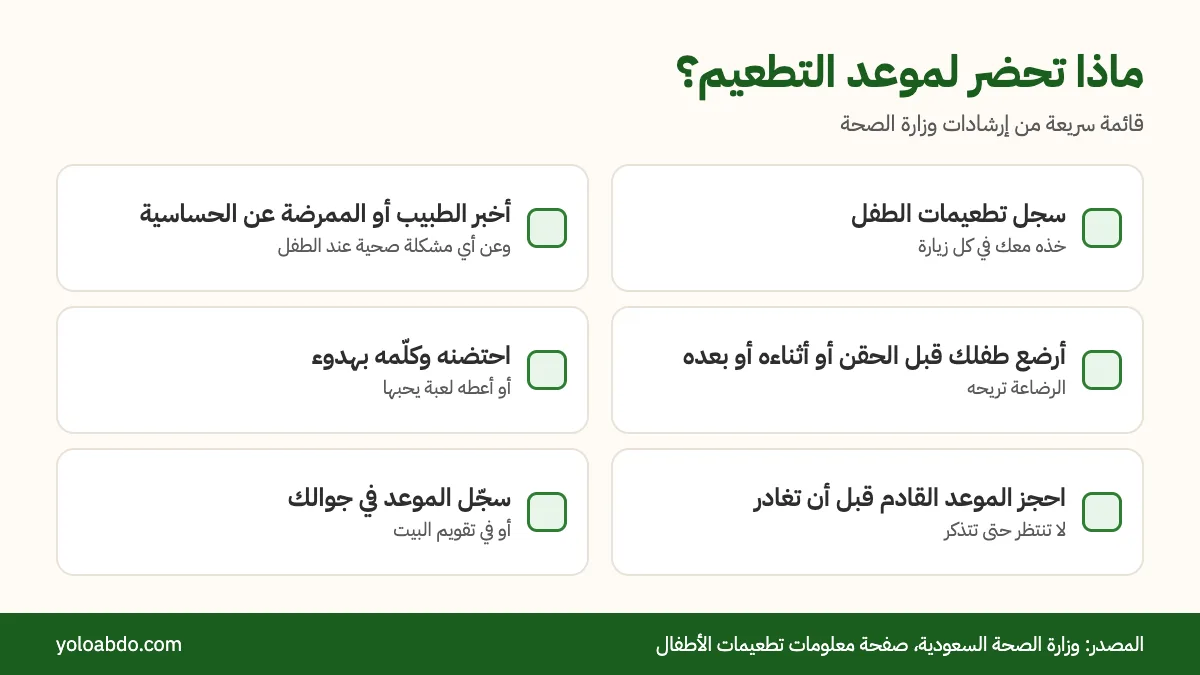 ماذا تحضر لموعد التطعيم؟
قائمة سريعة من إرشادات وزارة الصحة
سجل تطعيمات الطفل
خذه معك في كل زيارة
أخبر الطبيب أو الممرضة عن الحساسية
وعن أي مشكلة صحية عند الطفل
أرضع طفلك قبل الحقن أو أثناءه أو بعده
الرضاعة تريحه
احتضنه وكلّمه بهدوء
أو أعطه لعبة يحبها
احجز الموعد القادم قبل أن تغادر
لا تنتظر حتى تتذكر
سجّل الموعد في جوالك
أو في تقويم البيت
المصدر: وزارة الصحة السعودية، صفحة معلومات تطعيمات الأطفال
yoloabdo.com